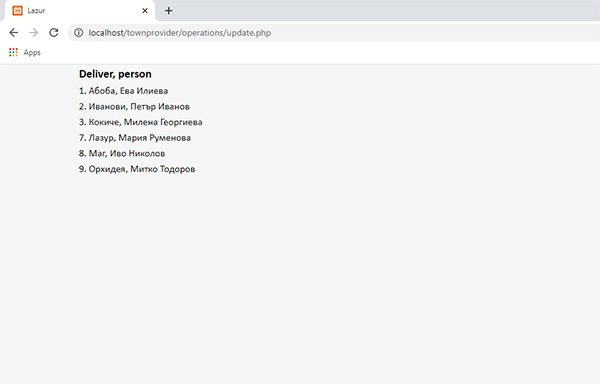 Lazur
localhost/townprovider/operations/update.php
Apps
Deliver, person
1. Абоба, Ева Илиева
2. Иванови, Петър Иванов
3. Кокиче, Милена Георгиева
7. Лазур, Мария Руменова
8. Маг, Иво Николов
9. Орхидея, Митко Тодоров